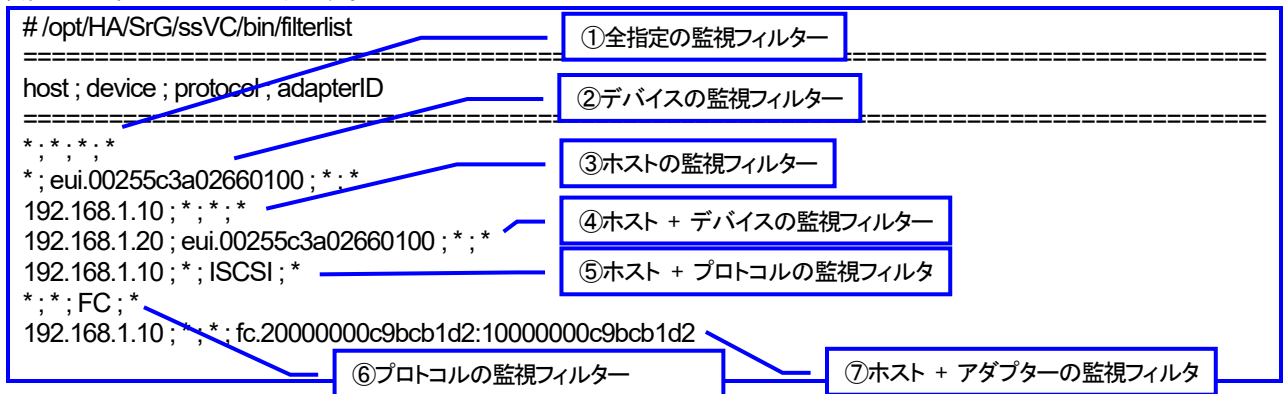 # /opt/HA/SrG/ssVC/bin/filterlist
①全指定の監視フィルター
========================================================================================
host ; device ; protocol ; adapterID
②デバイスの監視フィルター
========================================================================================
* ; * ; * ; *
* ; eui.00255c3a02660100 ; * ; *
③ホストの監視フィルター
192.168.1.10 ; * ; * ; *
④ホスト + デバイスの監視フィルター
192.168.1.20 ; eui.00255c3a02660100 ; * ; *
192.168.1.10 ; * ; ISCSI ; *
⑤ホスト + プロトコルの監視フィルタ
* ; * ; FC ; *
192.168.1.10 ; * ; * ; fc.20000000c9bcb1d2:10000000c9bcb1d2
⑥プロトコルの監視フィルター
⑦ホスト + アダプターの監視フィルタ